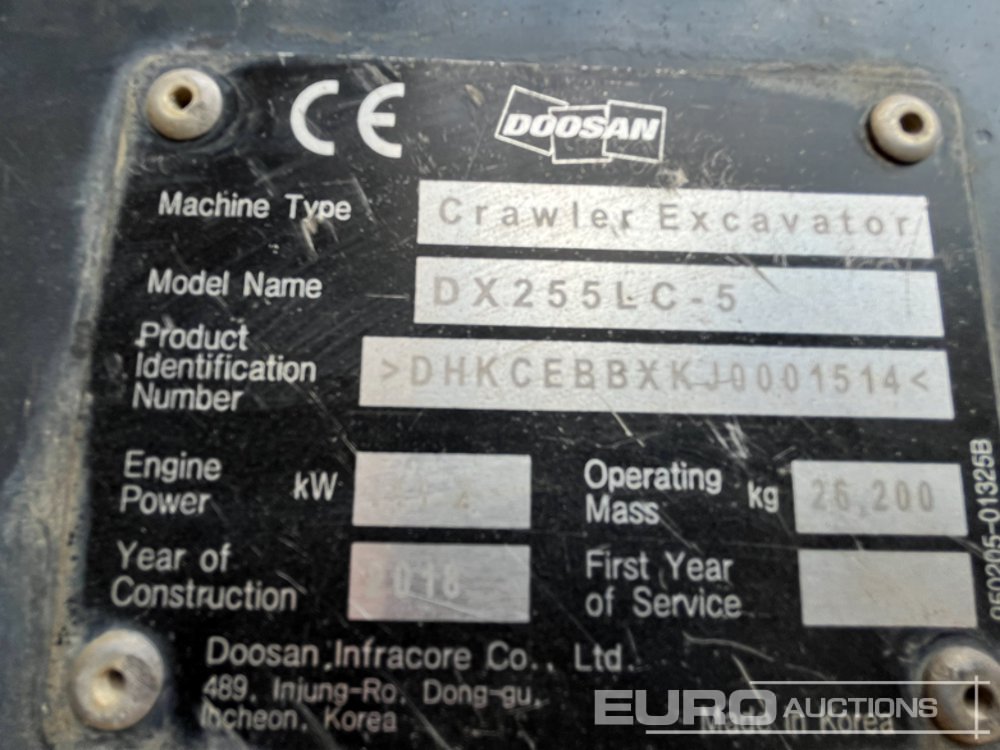 CE DOOSAN
Machine Type Crawler Excavator
Model Name DX255LC-5
Product
Identification >DHKCEBBXKJ0001514<
Number
Engine Operating
Power kW Mass kg 26,200
Year of First Year
Construction 018 of Service
Doosan Infracore Co., Ltd.
489, Injung-Ro, Dong-gu,
Incheon, Korea
Made in Korea
950205-01325B
EURO AUCTIONS